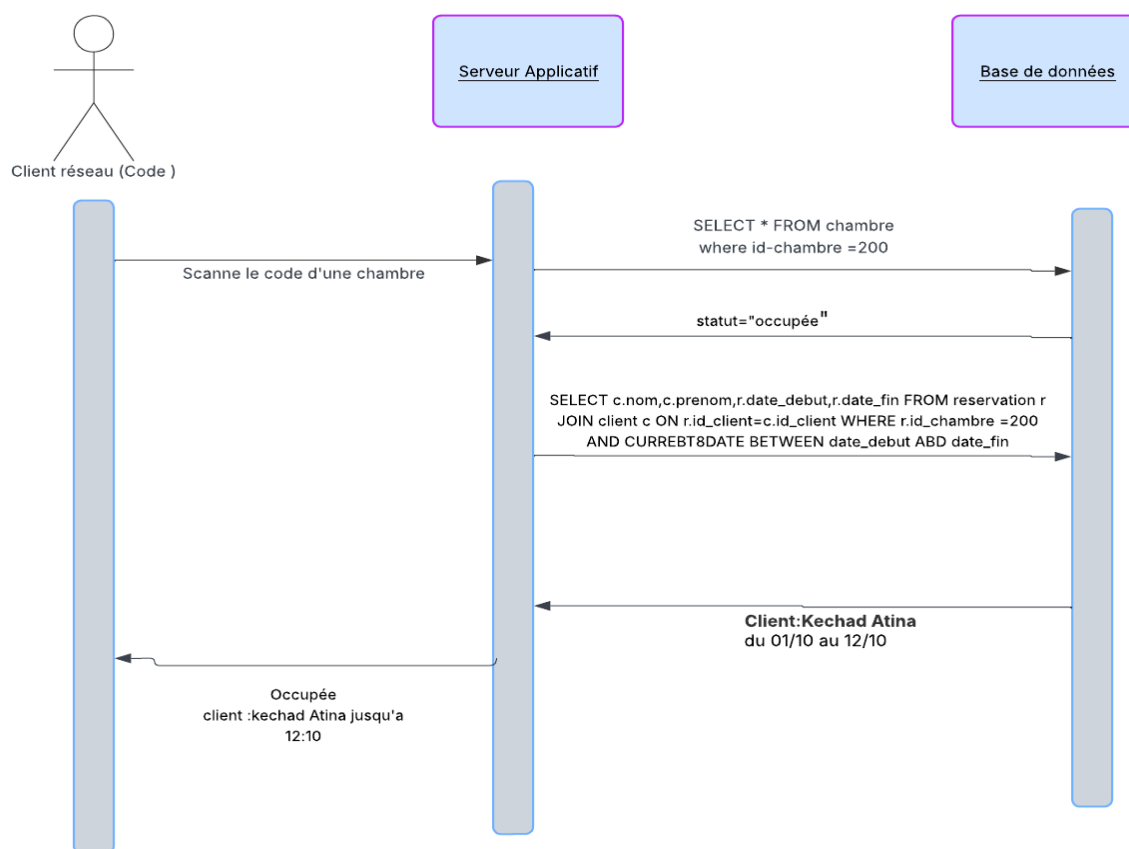 Serveur Applicatif
Base de données
Client réseau (Code )
SELECT * FROM chambre
where id-chambre =200
Scanne le code d'une chambre
statut="occupée"
SELECT c.nom,c.prenom,r.date_debut,r.date_fin FROM reservation r
JOIN client c ON r.id_client=c.id_client WHERE r.id_chambre =200
AND CURREBT8DATE BETWEEN date_debut ABD date_fin
Client:Kechad Atina
du 01/10 au 12/10
Occupée
client :kechad Atina jusqu'a
12:10